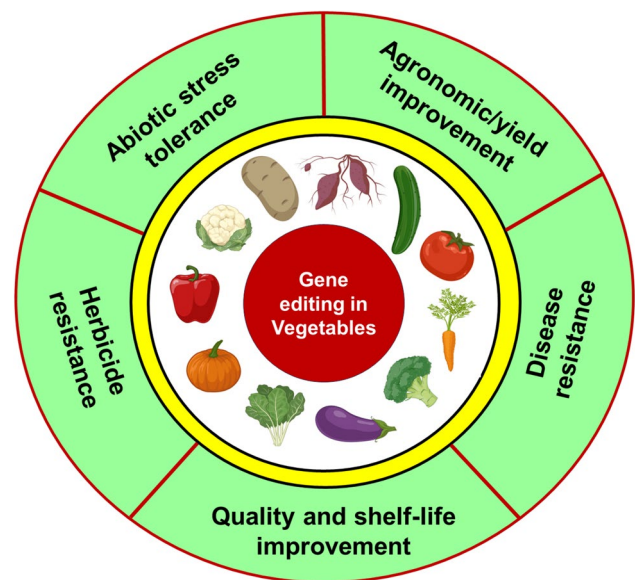 Abiotic stress
tolerance
Agronomic/yield
improvement
Herbicide
resistance
Gene
editing in
Vegetables
Disease
resistance
Quality and shelf-life
improvement